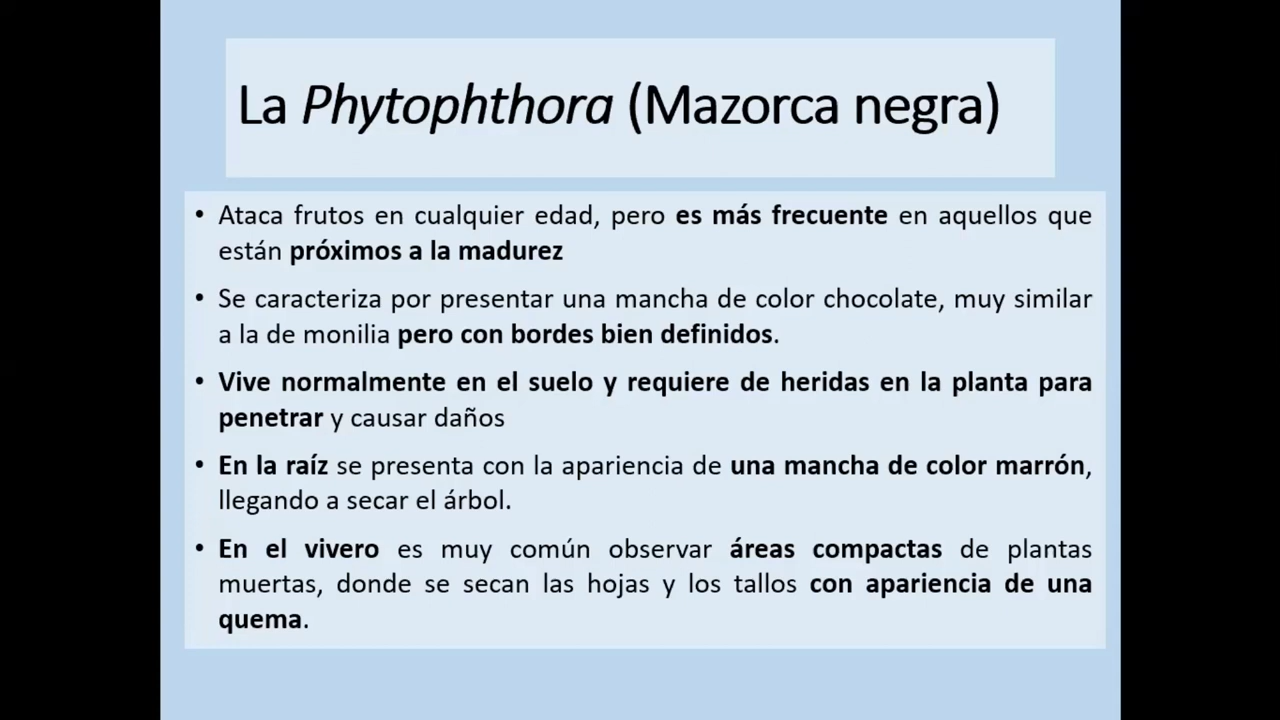 La Phytophthora (Mazorca negra)
• Ataca frutos en cualquier edad, pero es más frecuente en aquellos que
están próximos a la madurez
• Se caracteriza por presentar una mancha de color chocolate, muy similar
a la de monilia pero con bordes bien definidos.
• Vive normalmente en el suelo y requiere de heridas en la planta para
penetrar y causar daños
• En la raíz se presenta con la apariencia de una mancha de color marrón,
llegando a secar el árbol.
• En el vivero es muy común observar áreas compactas de plantas
muertas, donde se secan las hojas y los tallos con apariencia de una
quema.